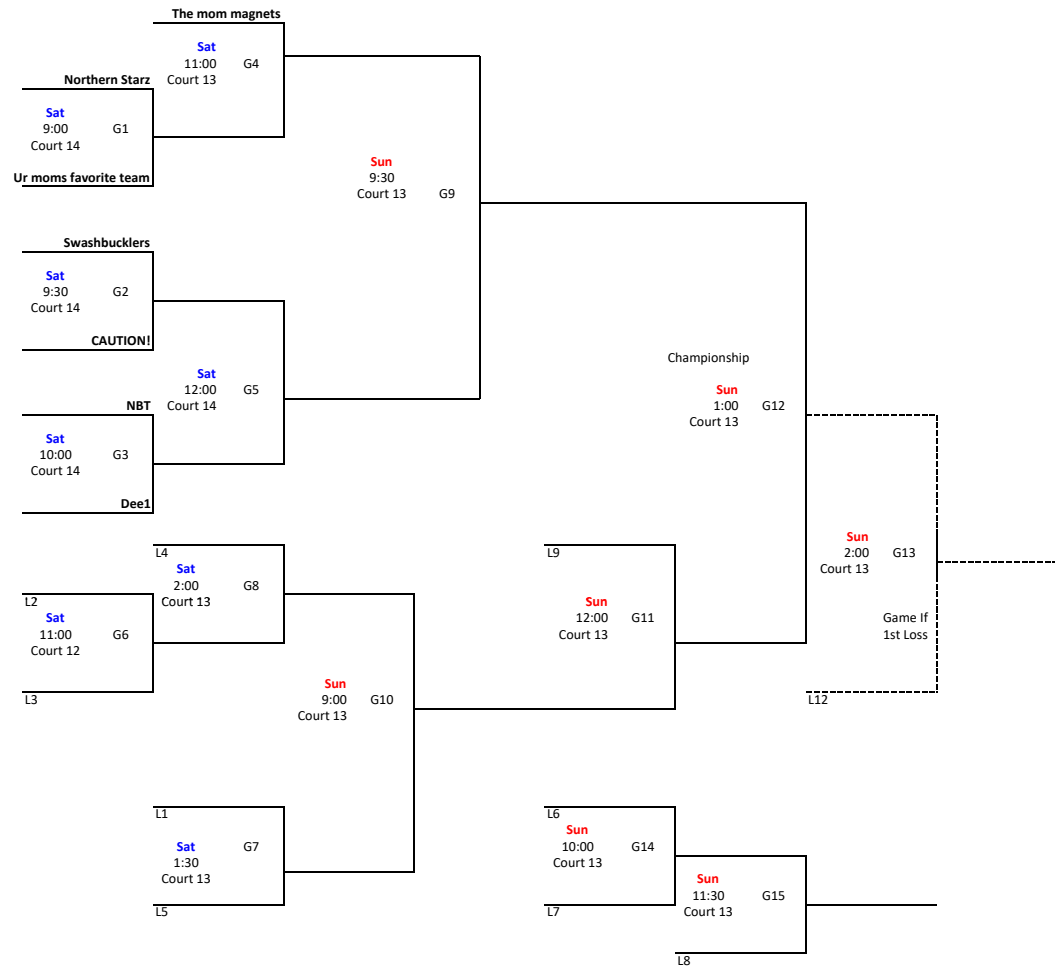 The mom magnets
Sat
11:00 G4
Court 13
Northern Starz
Sat
9:00 G1
Court 14
Ur moms favorite team
Sun
9:30
Court 13 G9
Swashbucklers
Sat
9:30 G2
Court 14
CAUTION!
Championship
Sat
12:00 G5
Court 14
Sun
1:00 G12
Court 13
NBT
Sat
10:00 G3
Court 14
Dee1
L4
Sat
2:00 G8
Court 13
L9
Sun
2:00 G13
Court 13
L2
Sat
11:00 G6
Court 12
Sun
12:00 G11
Court 13
Game If
1st Loss
L3
Sun
9:00 G10
Court 13
L12
L1
Sat G7
1:30
Court 13
L5
L6
Sun
10:00 G14
Court 13
L7
Sun
11:30 G15
Court 13
L8